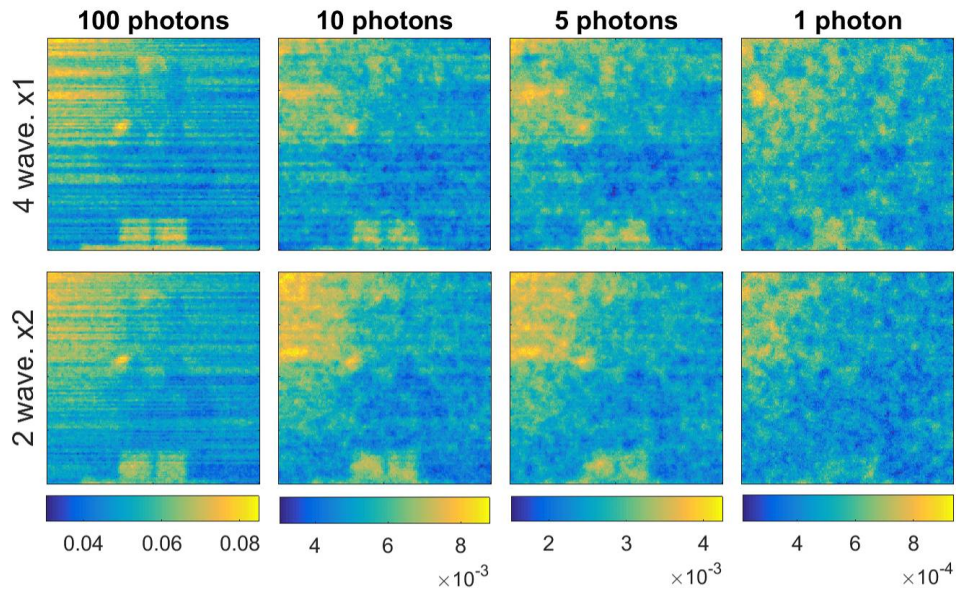 100 photons 10 photons 5 photons 1 photon
4 wave. x1
2 wave. x2
0.04 0.06 0.08 4 6 8 2 3 4 4 6 8
×10-3 ×10-3 ×10-4